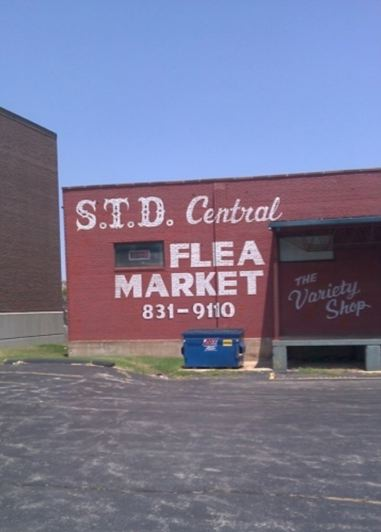 S.T.D. Central
FLEA
MARKET
831-9110
THE
Variety
Shop